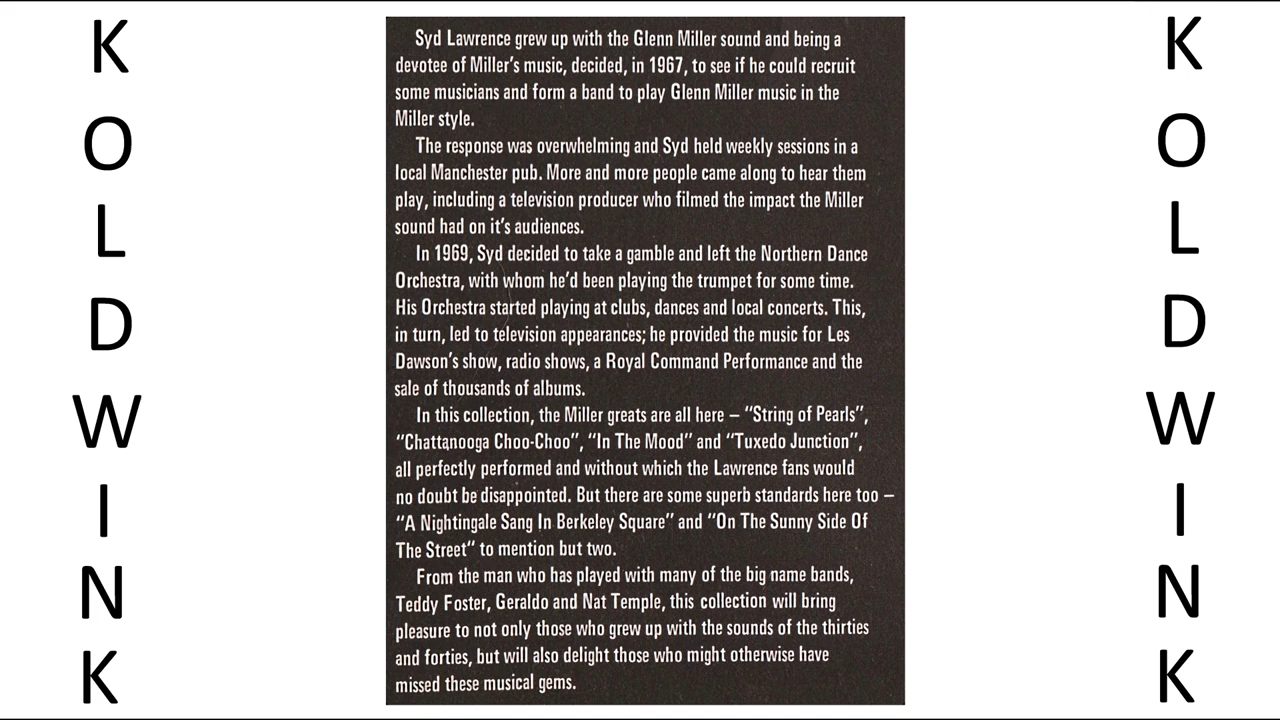 K
O
L
D
W
I
N
K
Syd Lawrence grew up with the Glenn Miller sound and being a
devotee of Miller's music, decided, in 1967, to see if he could recruit
some musicians and form a band to play Glenn Miller music in the
Miller style.
The response was overwhelming and Syd held weekly sessions in a
local Manchester pub. More and more people came along to hear them
play, including a television producer who filmed the impact the Miller
sound had on it's audiences.
In 1969, Syd decided to take a gamble and left the Northern Dance
Orchestra, with whom he'd been playing the trumpet for some time.
His Orchestra started playing at clubs, dances and local concerts. This,
in turn, led to television appearances; he provided the music for Les
Dawson's show, radio shows, a Royal Command Performance and the
sale of thousands of albums.
In this collection, the Miller greats are all here – "String of Pearls",
"Chattanooga Choo-Choo", "In The Mood" and "Tuxedo Junction",
all perfectly performed and without which the Lawrence fans would
no doubt be disappointed. But there are some superb standards here too –
"A Nightingale Sang In Berkeley Square" and "On The Sunny Side Of
The Street" to mention but two.
From the man who has played with many of the big name bands,
Teddy Foster, Geraldo and Nat Temple, this collection will bring
pleasure to not only those who grew up with the sounds of the thirties
and forties, but will also delight those who might otherwise have
missed these musical gems.
K
O
L
D
W
I
N
K